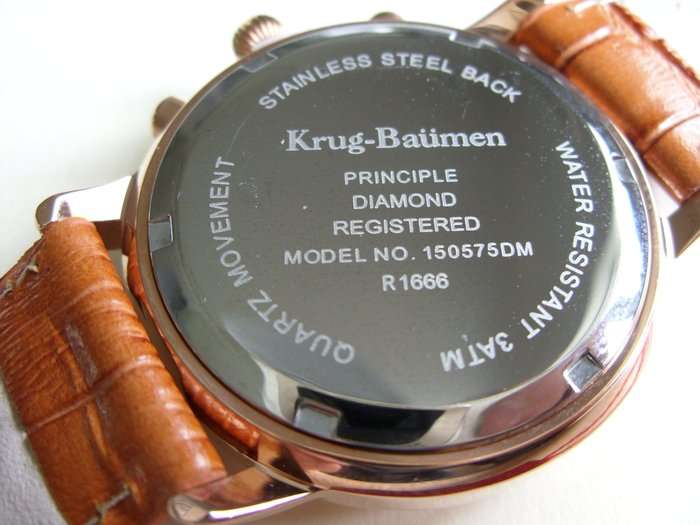 STAINLESS STEEL BACK
Krug-Baümen
PRINCIPLE
DIAMOND
REGISTERED
MODEL NO. 150575DM
R1666
WATER RESISTANT 3ATM
QUARTZ MOVEMENT